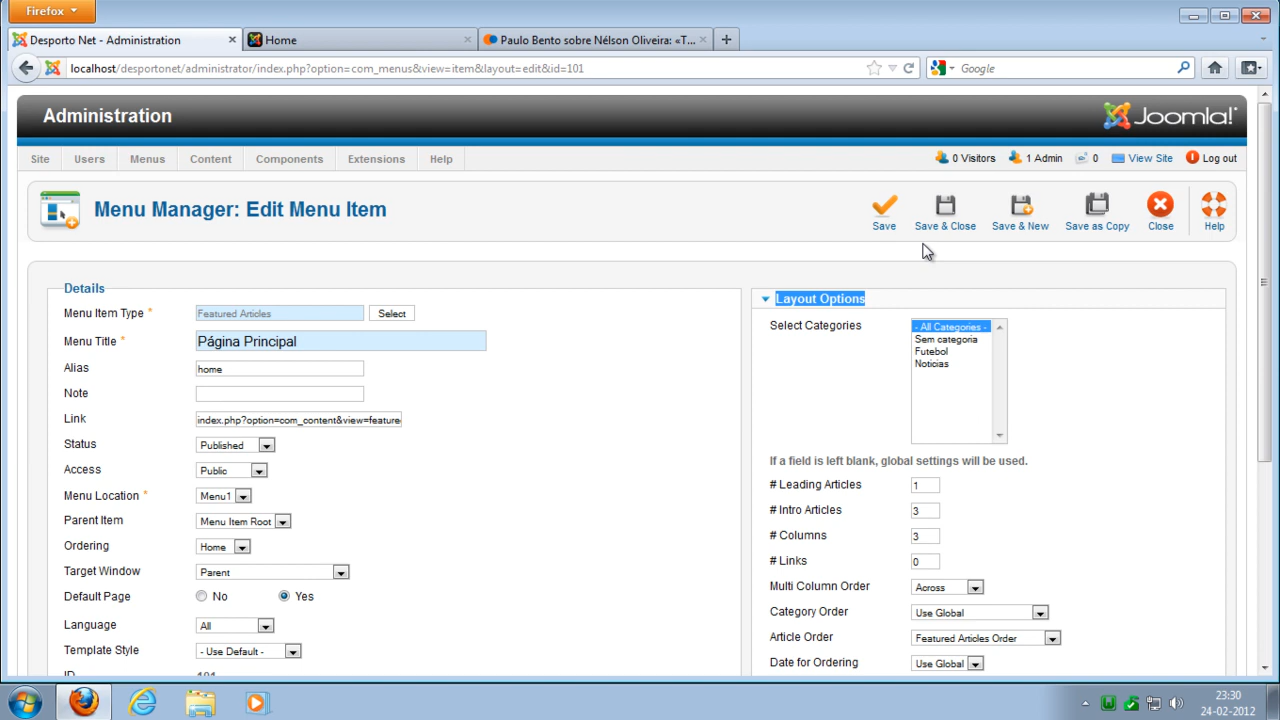 Firefox
Desporto Net - Administration
Home
Paulo Bento sobre Nélson Oliveira: «T...
localhost/desportonet/administrator/index.php?option=com_menus&view=item&layout=edit&id=101
Google
Administration
Joomla!
Site Users Menus Content Components Extensions Help
0 Visitors 1 Admin 0 View Site Log out
Menu Manager: Edit Menu Item
Save Save & Close Save & New Save as Copy Close Help
Details
Menu Item Type * Featured Articles Select
Menu Title * Página Principal
Alias home
Note
Link index.php?option=com_content&view=feature
Status Published
Access Public
Menu Location * Menu1
Parent Item Menu Item Root
Ordering Home
Target Window Parent
Default Page No Yes
Language All
Template Style - Use Default -
ID 101
Layout Options
Select Categories - All Categories -
Sem categoria
Futebol
Noticias
If a field is left blank, global settings will be used.
# Leading Articles 1
# Intro Articles 3
# Columns 3
# Links 0
Multi Column Order Across
Category Order Use Global
Article Order Featured Articles Order
Date for Ordering Use Global
23:30
24-02-2012